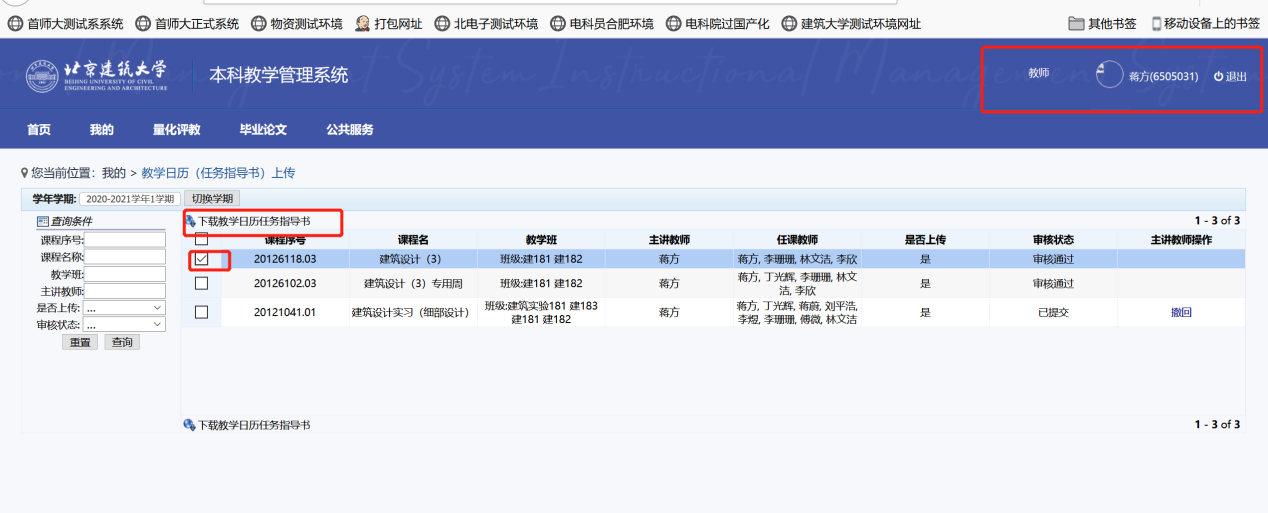 首师大测试系系统 首师大正式系统 物资测试环境 打包网址 北电子测试环境 电科员合肥环境 电科院过国产化 建筑大学测试环境网址 其他书签 移动设备上的书签
北京建筑大学
BEIJING UNIVERSITY OF CIVIL
ENGINEERING AND ARCHITECTURE
本科教学管理系统
教师 蒋方(6505031) 退出
首页 我的 量化评教 毕业论文 公共服务
您当前位置： 我的 > 教学日历（任务指导书）上传
学年学期: 2020-2021学年1学期 切换学期
查询条件
课程序号:
课程名称:
教学班:
主讲教师:
是否上传: ...
审核状态: ...
重置 查询
下载教学日历任务指导书 1 - 3 of 3
课程序号 课程名 教学班 主讲教师 任课教师 是否上传 审核状态 主讲教师操作
20126118.03 建筑设计（3） 班级:建181 建182 蒋方 蒋方, 李珊珊, 林文洁, 李欣 是 审核通过
20126102.03 建筑设计（3）专用周 班级:建181 建182 蒋方 蒋方, 丁光辉, 李珊珊, 林文
洁, 李欣 是 审核通过
20121041.01 建筑设计实习（细部设计） 班级:建筑实验181 建183
建181 建182 蒋方 蒋方, 丁光辉, 蒋蔚, 刘平浩,
李煜, 李珊珊, 傅微, 林文洁 是 已提交 撤回
下载教学日历任务指导书 1 - 3 of 3